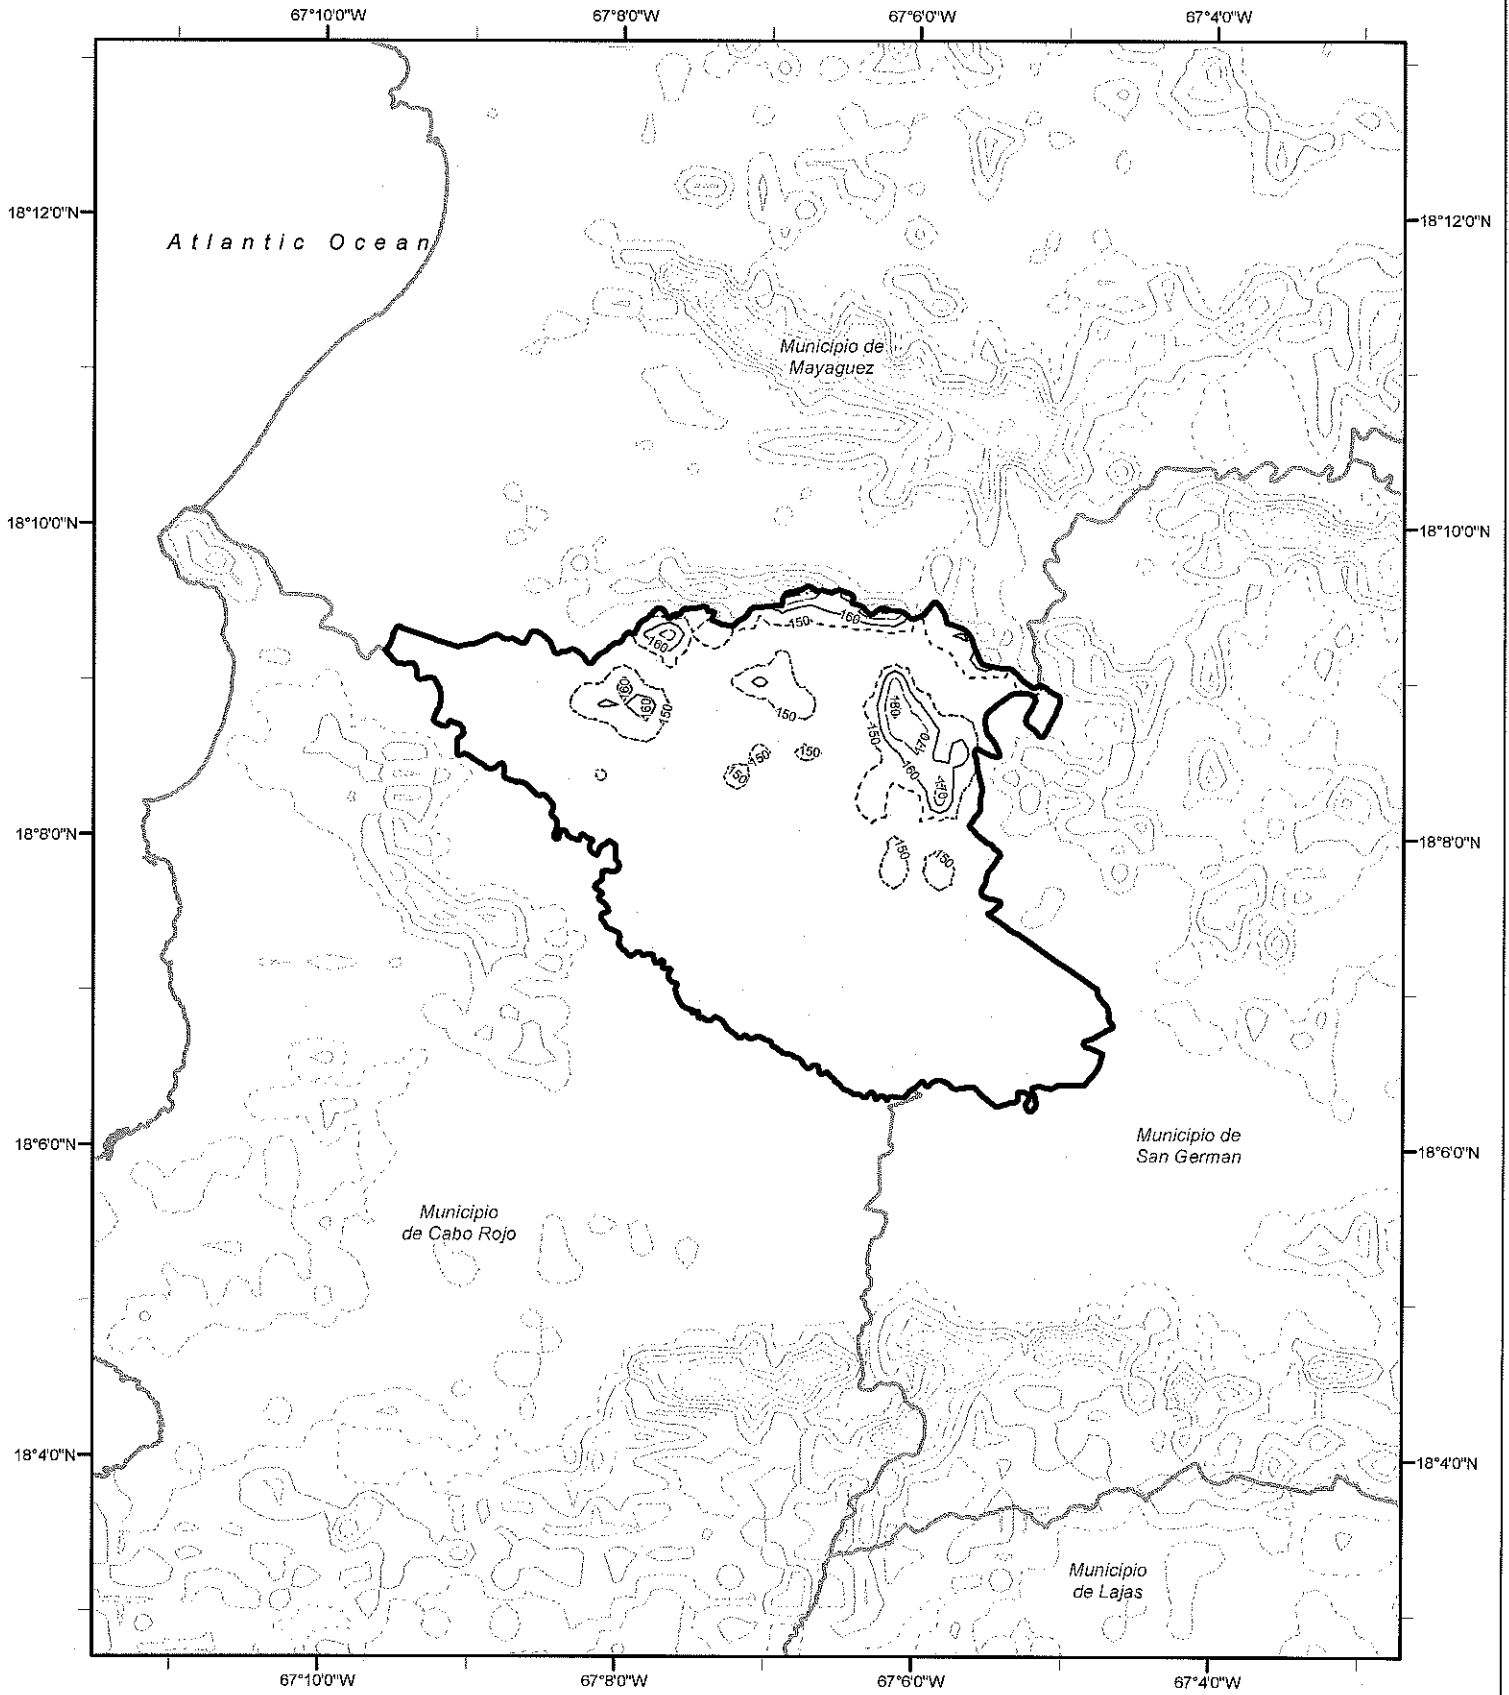 67°10'0"W 67°8'0"W 67°6'0"W 67°4'0"W
18°12'0"N 18°12'0"N
Atlantic Ocean
Municipio de
Mayaguez
18°10'0"N 18°10'0"N
160 150 160
160 150
160 150 150 180
150 170
150 150 150 160
170
18°8'0"N 18°8'0"N
150 150
18°6'0"N 18°6'0"N
Municipio de
San German
Municipio
de Cabo Rojo
18°4'0"N 18°4'0"N
Municipio
de Lajas
67°10'0"W 67°8'0"W 67°6'0"W 67°4'0"W